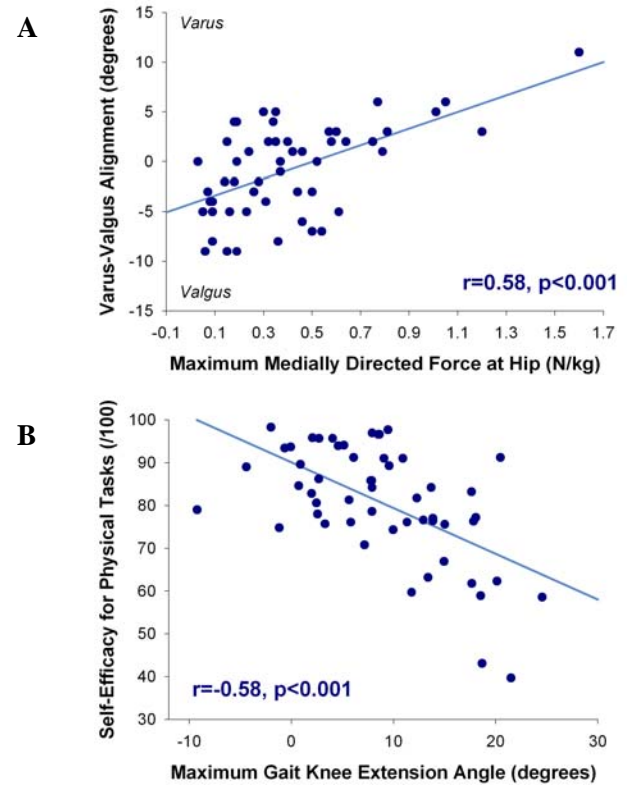 A
Varus-Valgus Alignment (degrees)
15
10
5
0
-5
-10
-15
Varus
Valgus
r=0.58, p<0.001
-0.1 0.1 0.3 0.5 0.7 0.9 1.1 1.3 1.5 1.7
Maximum Medially Directed Force at Hip (N/kg)
B
Self-Efficacy for Physical Tasks (/100)
100
90
80
70
60
50
40
30
r=-0.58, p<0.001
-10 0 10 20 30
Maximum Gait Knee Extension Angle (degrees)